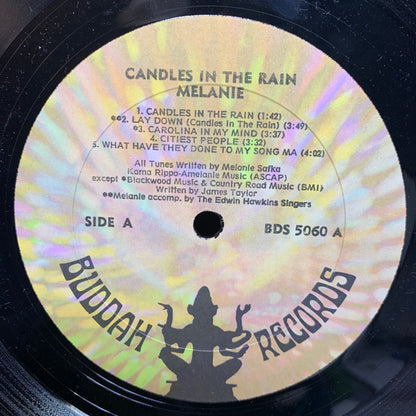 CANDLES IN THE RAIN
MELANIE
1. CANDLES IN THE RAIN (1:42)
**2. LAY DOWN (Candles In The Rain) (3:49)
*3. CAROLINA IN MY MIND (3:37)
4. CITIEST PEOPLE (3:32)
5. WHAT HAVE THEY DONE TO MY SONG MA (4:02)
All Tunes Written by Melanie Safka
Kama Rippa-Amelanie Music (ASCAP)
except *Blackwood Music & Country Road Music (BMI)
Written by James Taylor
**Melanie accomp. by The Edwin Hawkins Singers
SIDE A BDS 5060 A
BUDDAH RECORDS